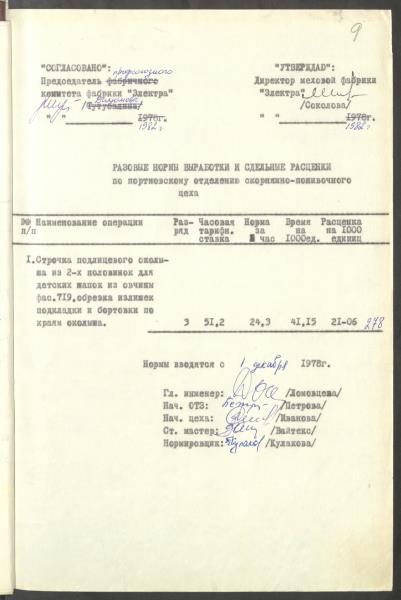 9
"СОГЛАСОВАНО": "УТВЕРЖДАЮ":
профсоюзного
Председатель фабричного Директор меховой фабрики
комитета фабрики "Электра" "Электра"
/Кутубалина/ /Соколова/
" " 1978г. " " 1978г.
1982 1982г
РАЗОВЫЕ НОРМЫ ВЫРАБОТКИ И СДЕЛЬНЫЕ РАСЦЕНКИ
по портновскому отделению скорняжно-пошивочного
цеха
№№ Наименование операции Раз- Часовая Норма Время Расценка
п/п ряд тарифн. за на на 1000
ставка час 1000ед. единиц
1.Строчка подлицевого околы-
ша из 2-х половинок для
детских шапок из овчины
фас.719,обрезка излишек
подкладки и бортовки по
краям околыша. 3 51,2 24,3 41,15 21-06 278
Нормы вводятся с 1 декабря 1978г.
Гл. инженер: /Ломовцева/
Нач. ОТЗ: /Петрова/
Нач. цеха: /Иванова/
Ст. мастер: /Вайтекс/
Нормировщик: /Кулакова/